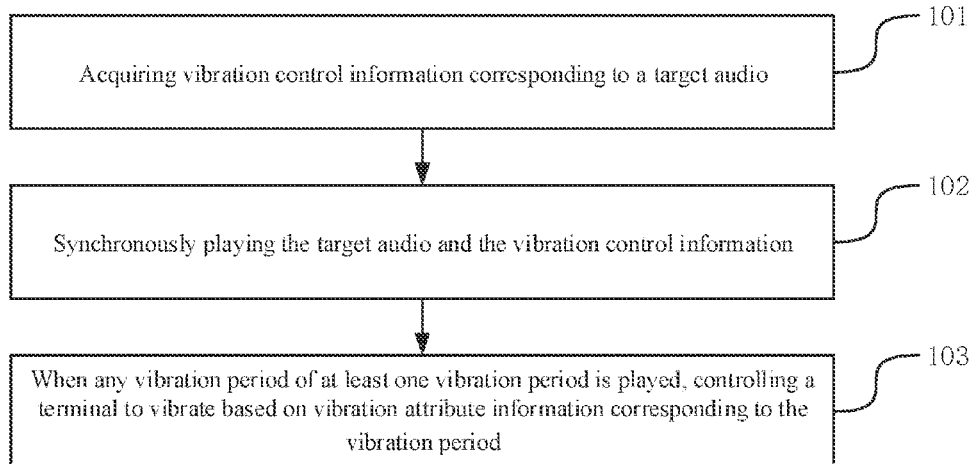 101
Acquiring vibration control information corresponding to a target audio
102
Synchronously playing the target audio and the vibration control information
103
When any vibration period of at least one vibration period is played, controlling a
terminal to vibrate based on vibration attribute information corresponding to the
vibration period